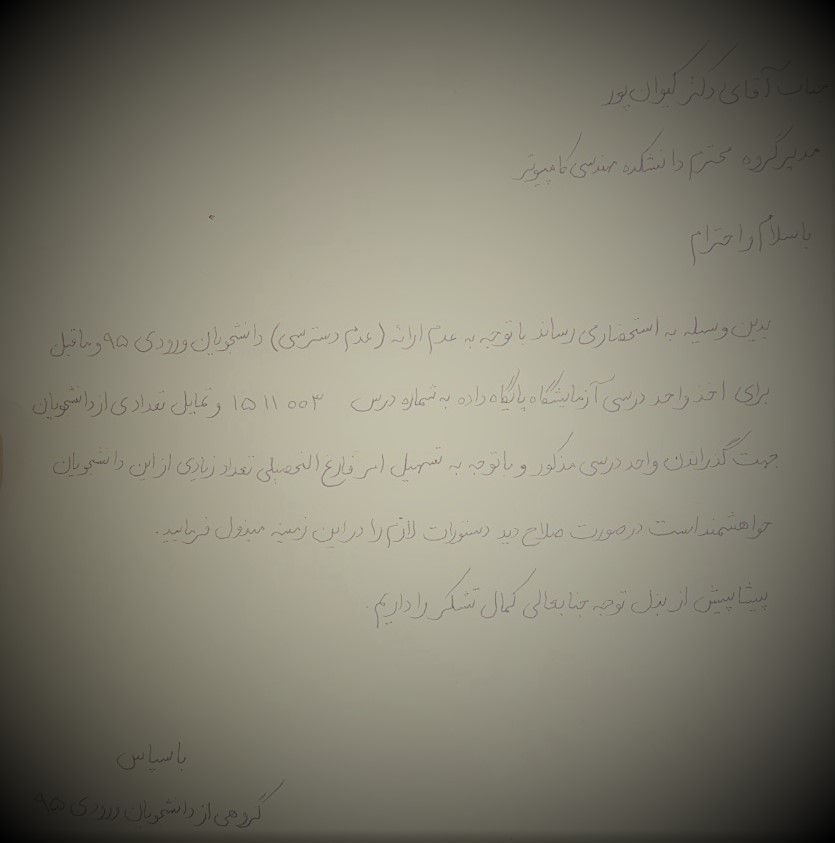 جناب آقای دکتر کیوان پور
مدیر گروه محترم دانشکده مهندسی کامپیوتر
با سلام و احترام
بدین وسیله به استحضار می رساند با توجه به عدم ارائه (عدم دسترسی) دانشجویان ورودی ۹۵ و ماقبل
برای اخذ واحد درسی آزمایشگاه پایگاه داده به شماره درس ۱۵۱۱۰۰۳ و تمایل تعدادی از دانشجویان
جهت گذراندن واحد درسی مذکور و با توجه به تسهیل امر فارغ التحصیلی تعداد زیادی از این دانشجویان
خواهشمند است در صورت صلاح دید دستورات لازم را در این زمینه مبذول فرمایید.
پیشاپیش از بذل توجه جنابعالی کمال تشکر را داریم.
با سپاس
گروهی از دانشجویان ورودی ۹۵